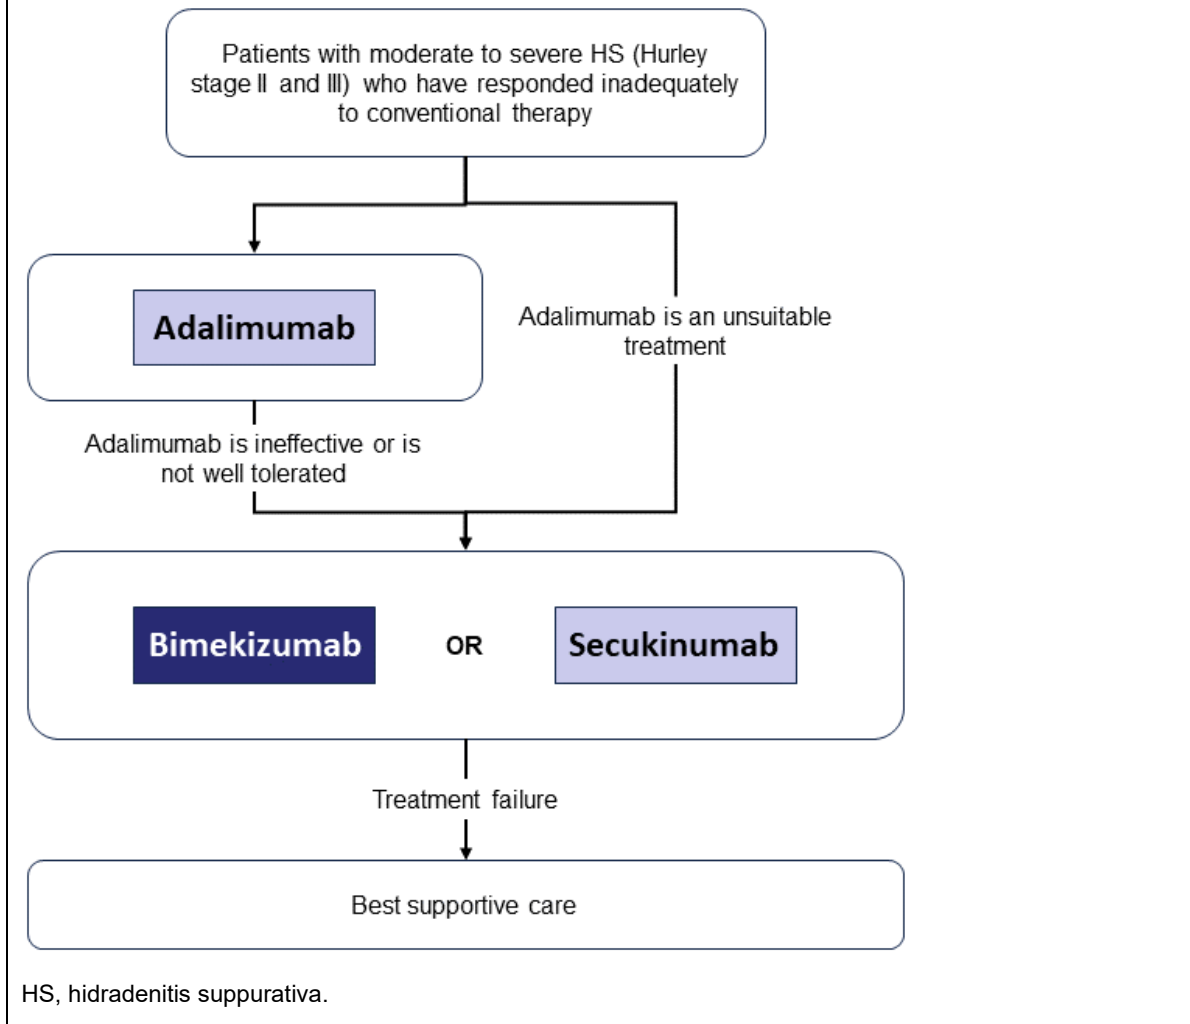 Patients with moderate to severe HS (Hurley
stage II and III) who have responded inadequately
to conventional therapy
Adalimumab
Adalimumab is an unsuitable
treatment
Adalimumab is ineffective or is
not well tolerated
Bimekizumab
OR
Secukinumab
Treatment failure
Best supportive care
HS, hidradenitis suppurativa.